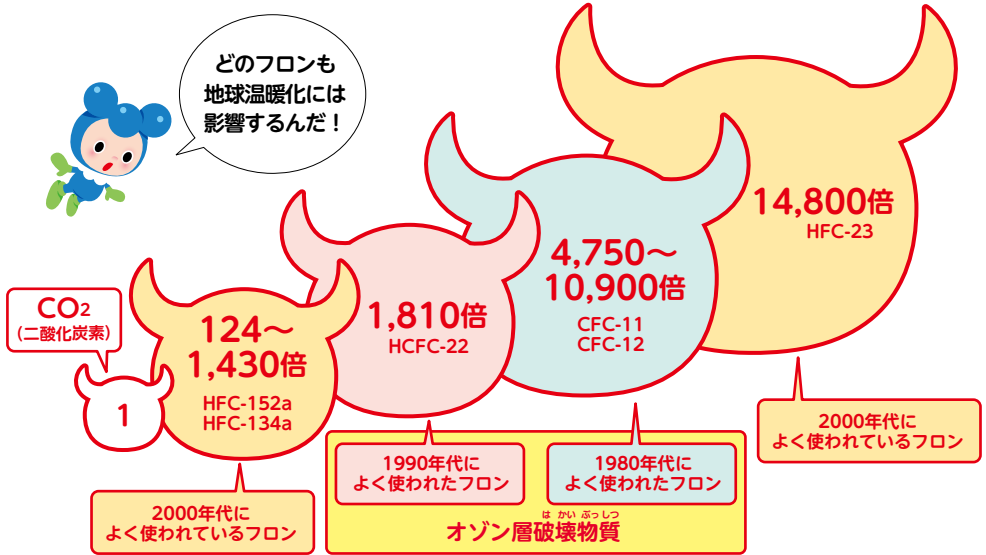 どのフロンも
地球温暖化には
影響するんだ！
CO2
（二酸化炭素）
1
124～
1,430倍
HFC-152a
HFC-134a
2000年代に
よく使われているフロン
1,810倍
HCFC-22
1990年代に
よく使われたフロン
4,750～
10,900倍
CFC-11
CFC-12
1980年代に
よく使われたフロン
は かい ぶっ しつ
オゾン層破壊物質
14,800倍
HFC-23
2000年代に
よく使われているフロン